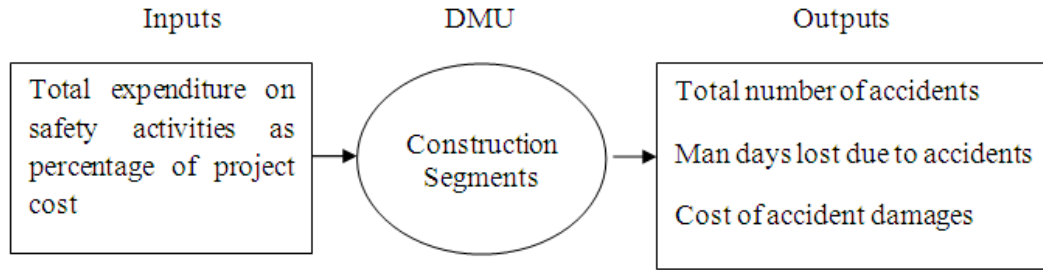 Inputs
DMU
Outputs
Total expenditure on
safety activities as
percentage of project
cost
Construction
Segments
Total number of accidents
Man days lost due to accidents
Cost of accident damages